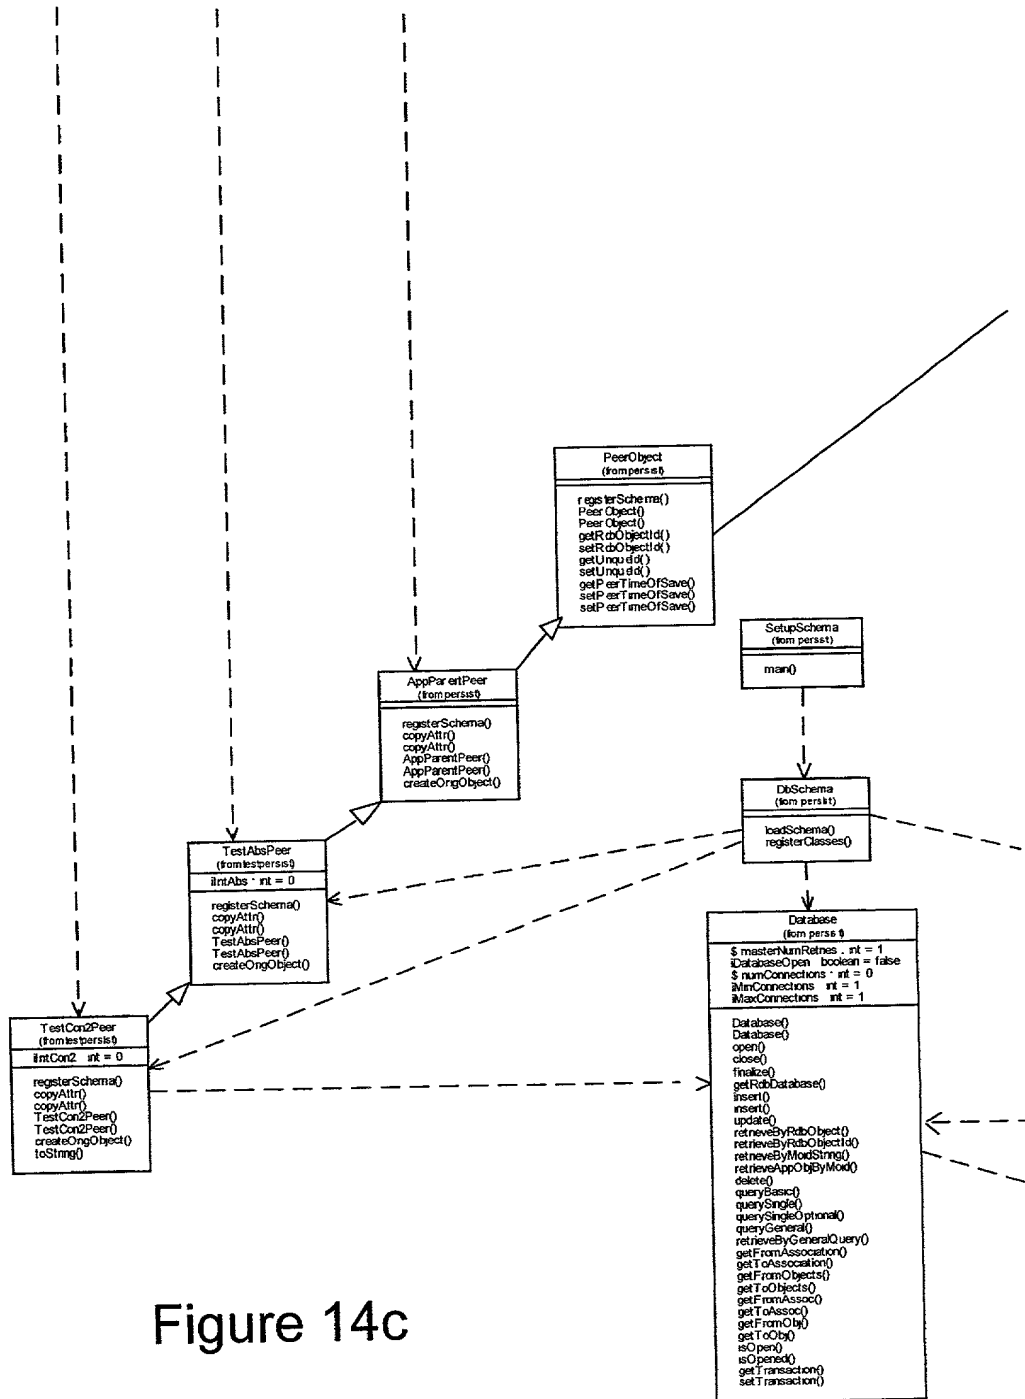 PeerObject
(from persist)
registerSchema()
PeerObject()
PeerObject()
getRdbObjectId()
setRdbObjectId()
getUniqueId()
setUniqueId()
getPeerTimeOfSave()
setPeerTimeOfSave()
setPeerTimeOfSave()
SetupSchema
(from persist)
main()
AppParentPeer
(from persist)
registerSchema()
copyAttr()
copyAttr()
AppParentPeer()
AppParentPeer()
createOrigObject()
DbSchema
(from persist)
loadSchema()
registerClasses()
TestAbsPeer
(from testpersist)
iIntAbs : int = 0
registerSchema()
copyAttr()
copyAttr()
TestAbsPeer()
TestAbsPeer()
createOrigObject()
TestCon2Peer
(from testpersist)
iIntCon2 int = 0
registerSchema()
copyAttr()
copyAttr()
TestCon2Peer()
TestCon2Peer()
createOrigObject()
toString()
Database
(from persist)
$ masterNumRetries . int = 1
iDatabaseOpen boolean = false
$ numConnections : int = 0
iMinConnections int = 1
iMaxConnections int = 1
Database()
Database()
open()
close()
finalize()
getRdbDatabase()
insert()
insert()
update()
retrieveByRdbObject()
retrieveByRdbObjectId()
retrieveByMoidString()
retrieveAppObjByMoid()
delete()
queryBasic()
querySingle()
querySingleOptional()
queryGeneral()
retrieveByGeneralQuery()
getFromAssociation()
getToAssociation()
getFromObjects()
getToObjects()
getFromAssoc()
getToAssoc()
getFromObj()
getToObj()
isOpen()
isOpened()
getTransaction()
setTransaction()
Figure 14c